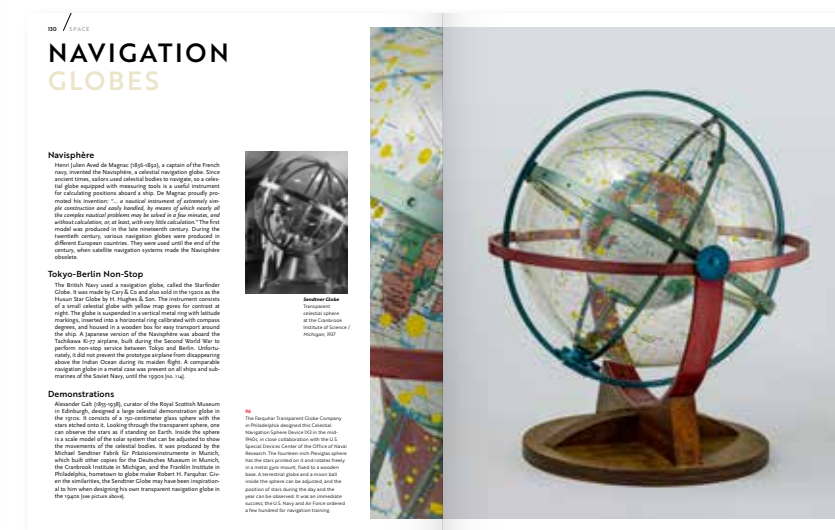 130 / SPACE
NAVIGATION
GLOBES
Navisphère
Henri Julien Aved de Magnac (1836-1892), a captain of the French
navy, invented the Navisphère, a celestial navigation globe. Since
ancient times, sailors used celestial bodies to navigate, so a celes-
tial globe equipped with measuring tools is a useful instrument
for calculating positions aboard a ship. De Magnac proudly pro-
moted his invention: "... a nautical instrument of extremely sim-
ple construction and easily handled, by means of which nearly all
the complex nautical problems may be solved in a few minutes, and
without calculation, or, at least, with very little calculation." The first
model was produced in the late nineteenth century. During the
twentieth century, various navigation globes were produced in
different European countries. They were used until the end of the
century, when satellite navigation systems made the Navisphère
obsolete.
Tokyo-Berlin Non-Stop
The British Navy used a navigation globe, called the Starfinder
Globe. It was made by Cary & Co and also sold in the 1920s as the
Husun Star Globe by H. Hughes & Son. The instrument consists
of a small celestial globe with yellow map gores for contrast at
night. The globe is suspended in a vertical metal ring with latitude
markings, inserted into a horizontal ring calibrated with compass
degrees, and housed in a wooden box for easy transport around
the ship. A Japanese version of the Navisphère was aboard the
Tachikawa Ki-77 airplane, built during the Second World War to
perform non-stop service between Tokyo and Berlin. Unfortu-
nately, it did not prevent the prototype airplane from disappearing
above the Indian Ocean during its maiden flight. A comparable
navigation globe in a metal case was present on all ships and sub-
marines of the Soviet Navy, until the 1990s [no. 114].
Demonstrations
Alexander Galt (1855-1938), curator of the Royal Scottish Museum
in Edinburgh, designed a large celestial demonstration globe in
the 1910s. It consists of a 150-centimeter glass sphere with the
stars etched onto it. Looking through the transparent sphere, one
can observe the stars as if standing on Earth. Inside the sphere
is a scale model of the solar system that can be adjusted to show
the movements of the celestial bodies. It was produced by the
Michael Sendtner Fabrik für Präzisionsinstrumente in Munich,
which built other copies for the Deutsches Museum in Munich,
the Cranbrook Institute in Michigan, and the Franklin Institute in
Philadelphia, hometown to globe maker Robert H. Farquhar. Giv-
en the similarities, the Sendtner Globe may have been inspiration-
al to him when designing his own transparent navigation globe in
the 1940s (see picture above).
Sendtner Globe
Transparent
celestial sphere
at the Cranbrook
Institute of Science /
Michigan, 1937
The Farquhar Transparent Globe Company
in Philadelphia designed this Celestial
Navigation Sphere Device 1X3 in the mid-
1940s, in close collaboration with the U.S.
Special Devices Center of the Office of Naval
Research. The fourteen-inch Plexiglas sphere
has the stars printed on it and rotates freely
in a metal gyro mount, fixed to a wooden
base. A terrestrial globe and a moon ball
inside the sphere can be adjusted, and the
position of stars during the day and the
year can be observed. It was an immediate
success; the U.S. Navy and Air Force ordered
a few hundred for navigation training.